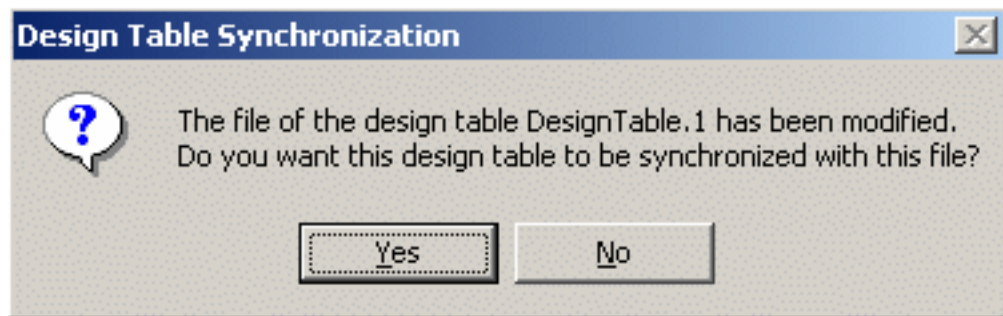 Design Table Synchronization
?
The file of the design table DesignTable.1 has been modified.
Do you want this design table to be synchronized with this file?
Yes No